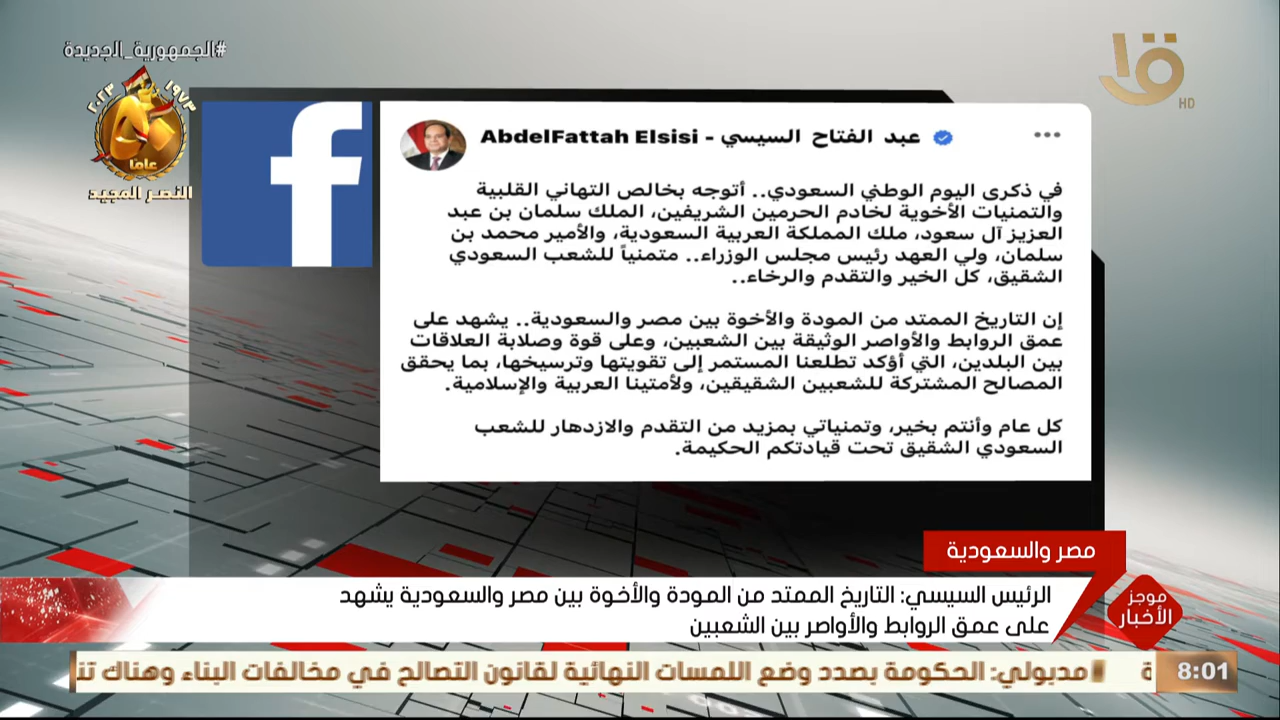 #الجمهورية_الجديدة
١٩٧٣
٢٠٢٣
٥٠
عاما
النصر المجيد
HD
عبد الفتاح السيسي - AbdelFattah Elsisi
في ذكرى اليوم الوطني السعودي.. أتوجه بخالص التهاني القلبية
والتمنيات الأخوية لخادم الحرمين الشريفين، الملك سلمان بن عبد
العزيز آل سعود، ملك المملكة العربية السعودية، والأمير محمد بن
سلمان، ولي العهد رئيس مجلس الوزراء.. متمنياً للشعب السعودي
الشقيق، كل الخير والتقدم والرخاء..
إن التاريخ الممتد من المودة والأخوة بين مصر والسعودية.. يشهد على
عمق الروابط والأواصر الوثيقة بين الشعبين، وعلى قوة وصلابة العلاقات
بين البلدين، التي أؤكد تطلعنا المستمر إلى تقويتها وترسيخها، بما يحقق
المصالح المشتركة للشعبين الشقيقين، ولأمتينا العربية والإسلامية.
كل عام وأنتم بخير، وتمنياتي بمزيد من التقدم والازدهار للشعب
السعودي الشقيق تحت قيادتكم الحكيمة.
مصر والسعودية
الرئيس السيسي: التاريخ الممتد من المودة والأخوة بين مصر والسعودية يشهد
على عمق الروابط والأواصر بين الشعبين
موجز
الأخبار
مدبولي: الحكومة بصدد وضع اللمسات النهائية لقانون التصالح في مخالفات البناء وهناك
8:01